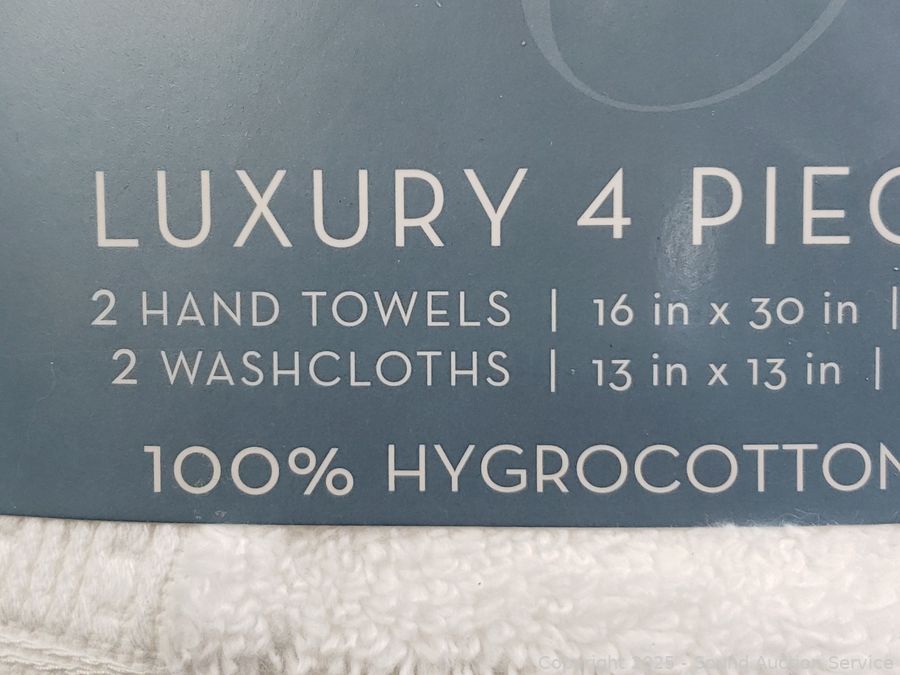 LUXURY 4 PIEC
2 HAND TOWELS | 16 in x 30 in |
2 WASHCLOTHS | 13 in x 13 in |
100% HYGROCOTTON
Copyright 2025 - Sound Auction Service